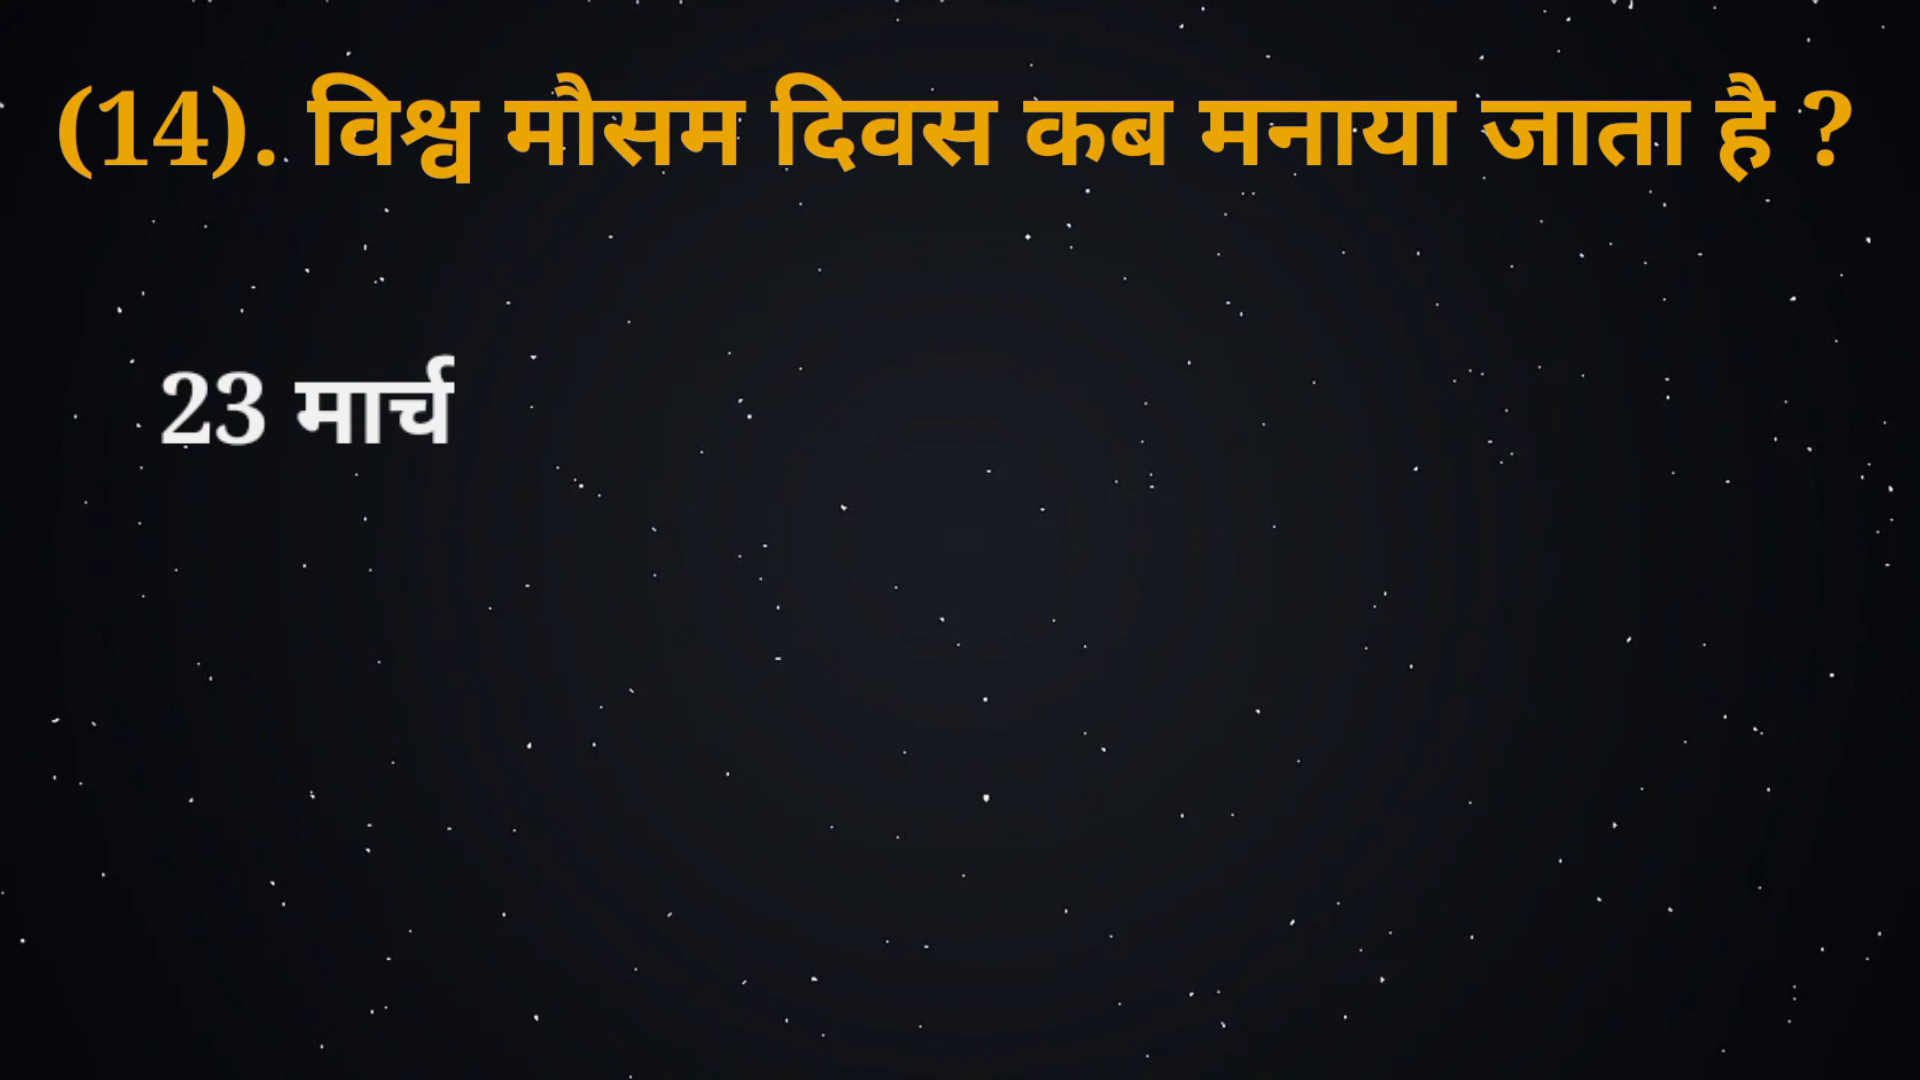 (14). विश्व मौसम दिवस कब मनाया जाता है ?
23 मार्च